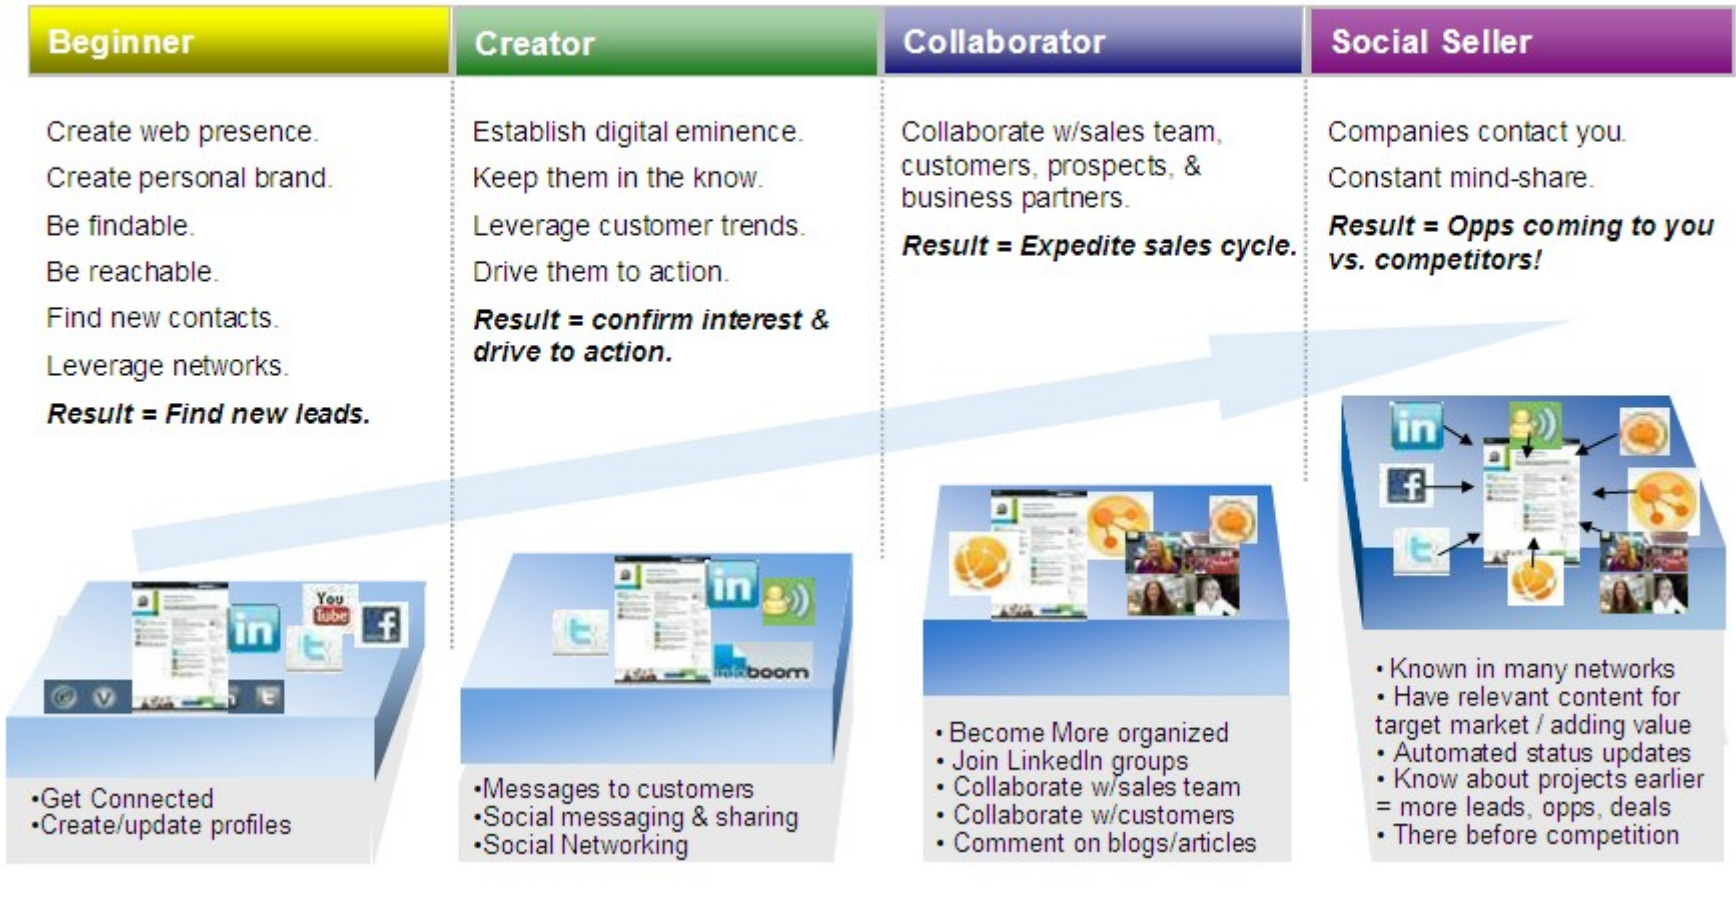 Beginner
Create web presence.
Create personal brand.
Be findable.
Be reachable.
Find new contacts.
Leverage networks.
Result = Find new leads.
You
Tube
in
f
t
•Get Connected
•Create/update profiles
Creator
Establish digital eminence.
Keep them in the know.
Leverage customer trends.
Drive them to action.
Result = confirm interest &
drive to action.
in
t
boom
•Messages to customers
•Social messaging & sharing
•Social Networking
Collaborator
Collaborate w/sales team,
customers, prospects, &
business partners.
Result = Expedite sales cycle.
• Become More organized
• Join LinkedIn groups
• Collaborate w/sales team
• Collaborate w/customers
• Comment on blogs/articles
Social Seller
Companies contact you.
Constant mind-share.
Result = Opps coming to you
vs. competitors!
in
f
t
• Known in many networks
• Have relevant content for
target market / adding value
• Automated status updates
• Know about projects earlier
= more leads, opps, deals
• There before competition